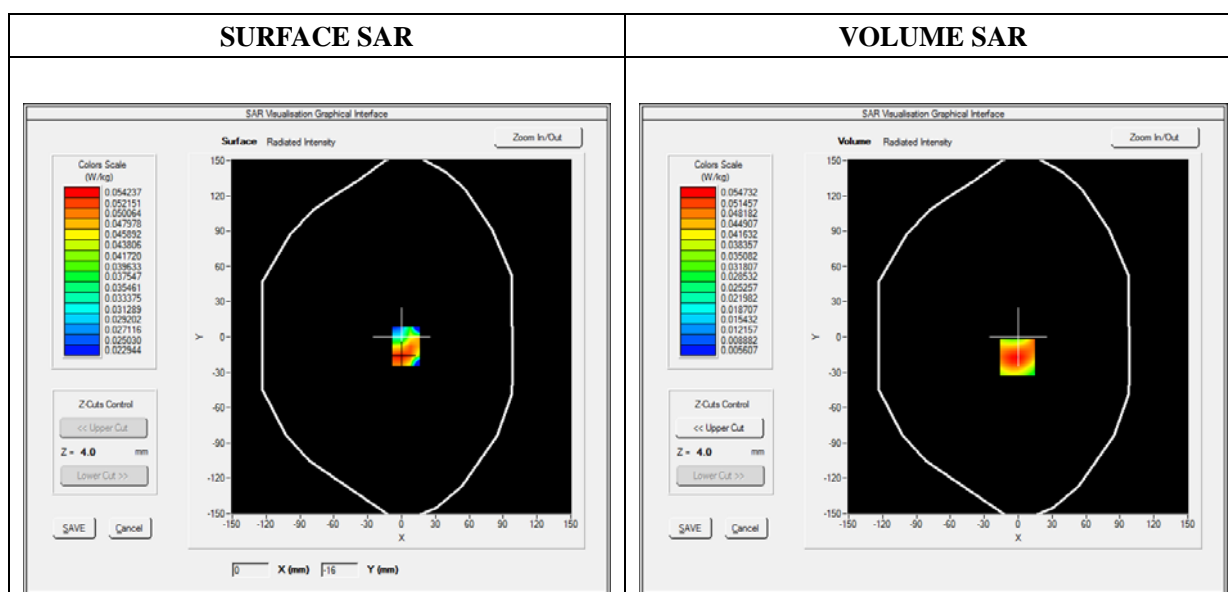 SURFACE SAR
VOLUME SAR
SAR Visualisation Graphical Interface
Surface Radiated Intensity
Zoom In/Out
Colors Scale
(W/kg)
0.054237
0.052151
0.050064
0.047978
0.045892
0.043806
0.041720
0.039633
0.037547
0.035461
0.033375
0.031289
0.029202
0.027116
0.025030
0.022944
Z-Cuts Control
<< Upper Cut
Z = 4.0 mm
Lower Cut >>
SAVE Cancel
150
120
90
60
30
0
-30
-60
-90
-120
-150
Y
-150 -120 -90 -60 -30 0 30 60 90 120 150
X
0 X (mm) -16 Y (mm)
SAR Visualisation Graphical Interface
Volume Radiated Intensity
Zoom In/Out
Colors Scale
(W/kg)
0.054732
0.051457
0.048182
0.044907
0.041632
0.038357
0.035082
0.031807
0.028532
0.025257
0.021982
0.018707
0.015432
0.012157
0.008882
0.005607
Z-Cuts Control
<< Upper Cut
Z = 4.0 mm
Lower Cut >>
SAVE Cancel
150
120
90
60
30
0
-30
-60
-90
-120
-150
Y
-150 -120 -90 -60 -30 0 30 60 90 120 150
X